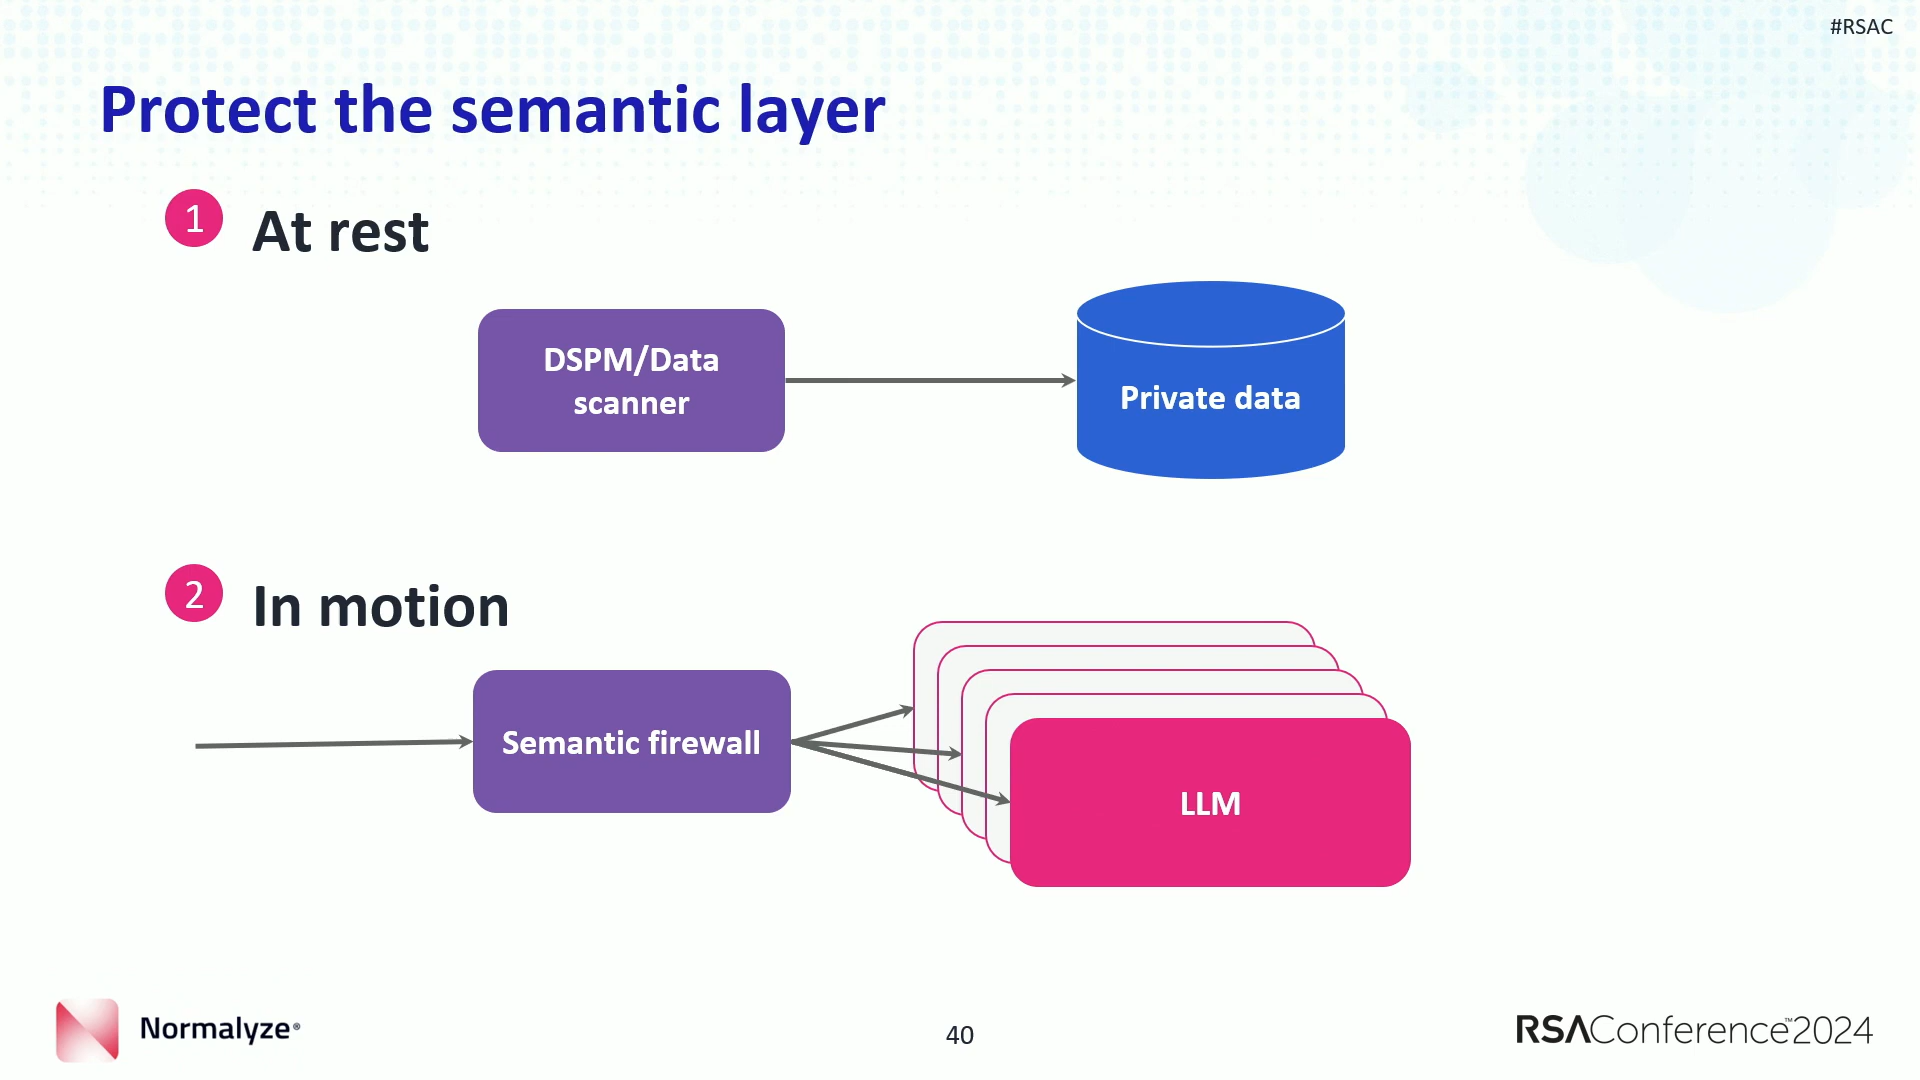 #RSAC
Protect the semantic layer
1 At rest
DSPM/Data
scanner
Private data
2 In motion
Semantic firewall
LLM
Normalyze®
40
RSAConference™2024